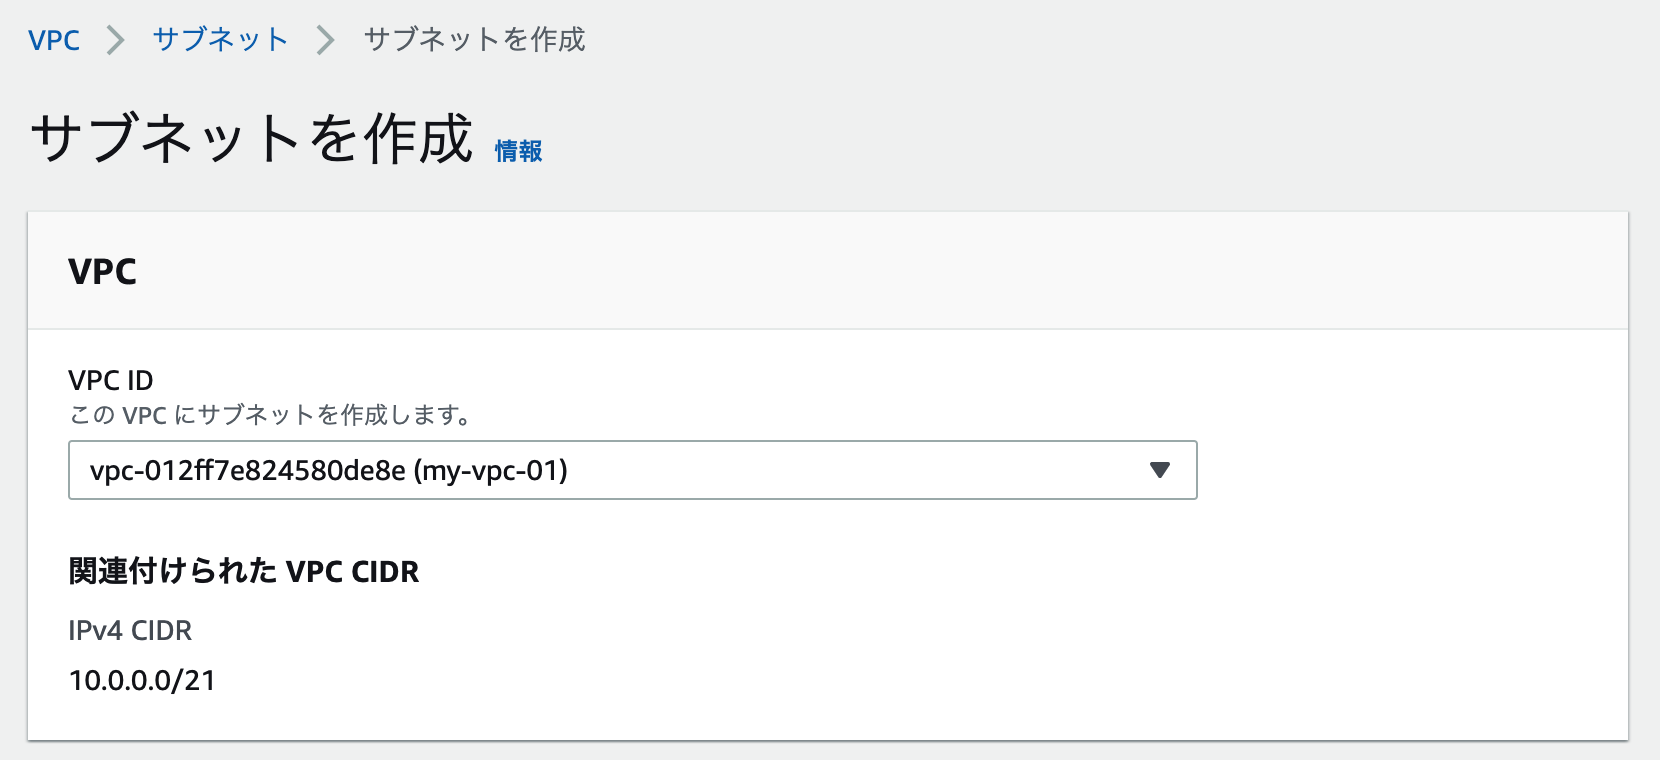 VPC > サブネット > サブネットを作成
サブネットを作成 情報
VPC
VPC ID
この VPC にサブネットを作成します。
vpc-012ff7e824580de8e (my-vpc-01)
関連付けられた VPC CIDR
IPv4 CIDR
10.0.0.0/21